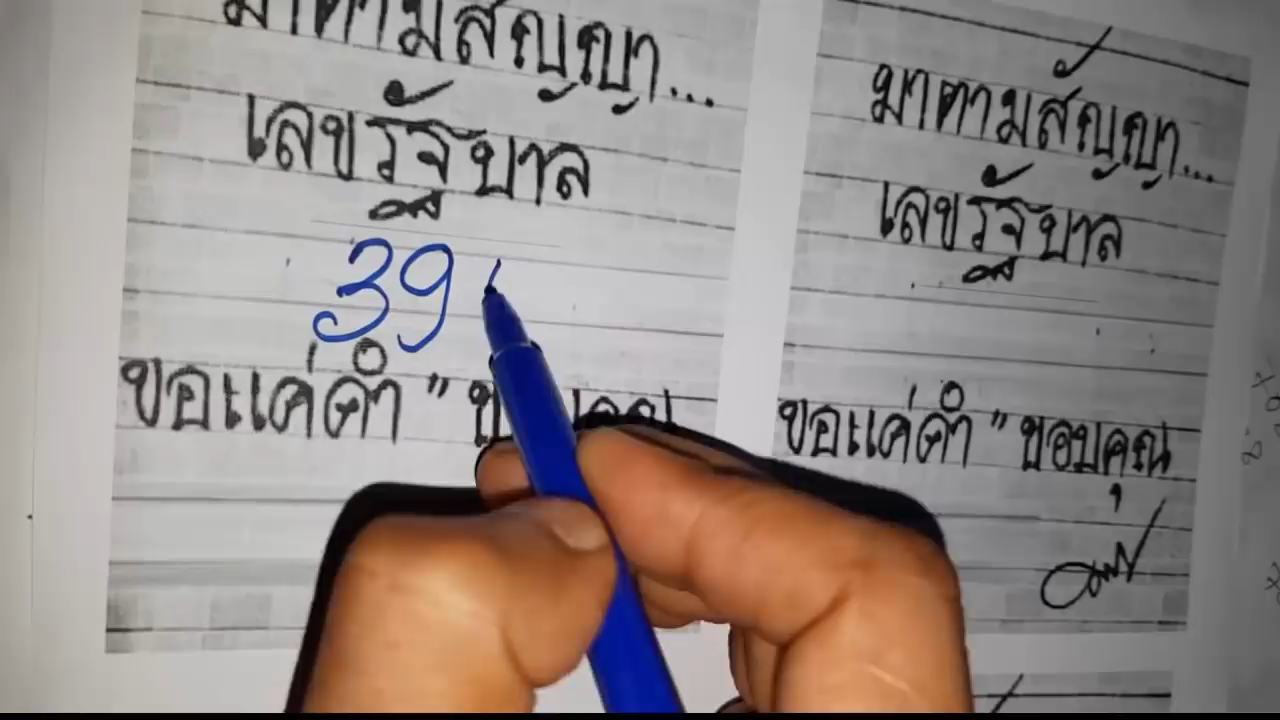 มาตามสัญญา...
เลขรัฐบาล
39
ขอแค่คำ "
มาตามสัญญา...
เลขรัฐบาล
ขอแค่คำ " ขอบคุณ